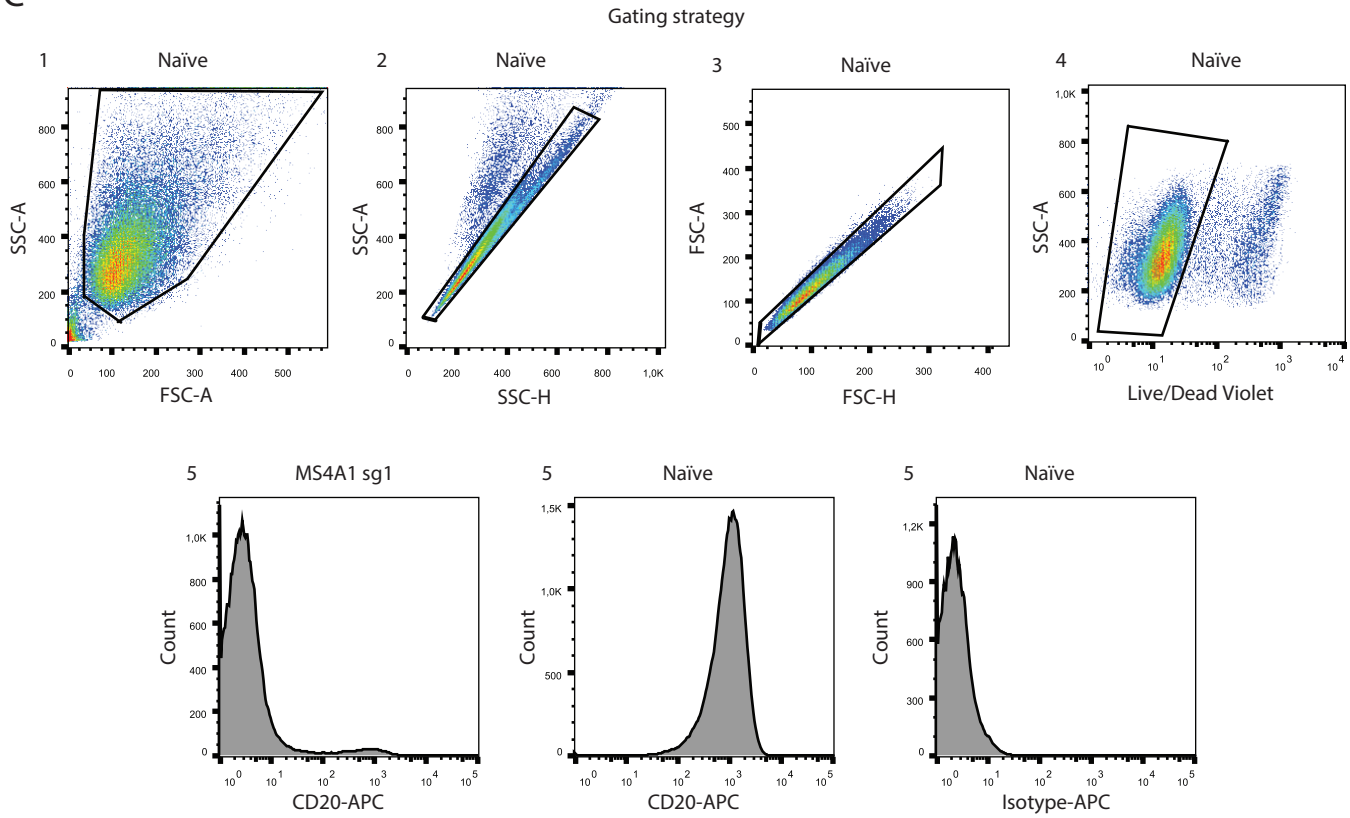 C
Gating strategy
1 Naïve
2 Naïve
3 Naïve
4 Naïve
SSC-A
800
600
400
200
0
0 100 200 300 400 500
FSC-A
SSC-A
800
600
400
200
0
0 200 400 600 800 1,0K
SSC-H
FSC-A
500
400
300
200
100
0
0 100 200 300 400
FSC-H
SSC-A
1,0K
800
600
400
200
0
10^0 10^1 10^2 10^3 10^4
Live/Dead Violet
5 MS4A1 sg1
5 Naïve
5 Naïve
Count
1,0K
800
600
400
200
0
10^0 10^1 10^2 10^3 10^4 10^5
CD20-APC
Count
1,5K
1,0K
500
0
10^0 10^1 10^2 10^3 10^4 10^5
CD20-APC
Count
1,2K
900
600
300
0
10^0 10^1 10^2 10^3 10^4 10^5
Isotype-APC